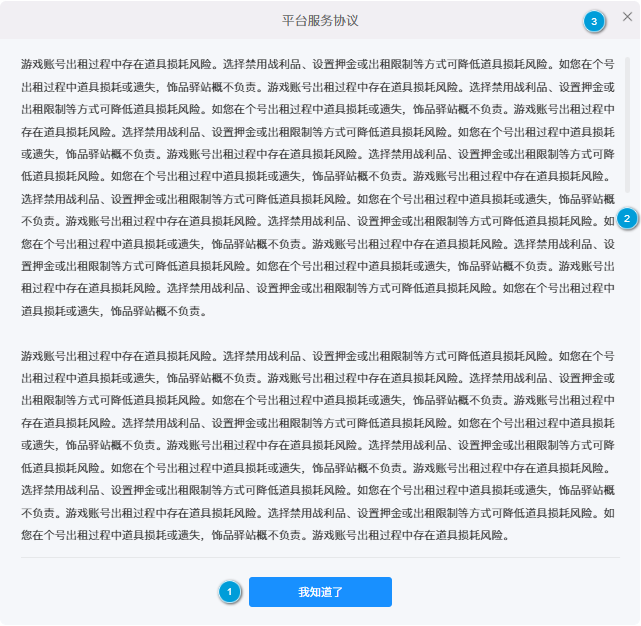 平台服务协议
3
游戏账号出租过程中存在道具损耗风险。选择禁用战利品、设置押金或出租限制等方式可降低道具损耗风险。如您在个号
出租过程中道具损耗或遗失，饰品驿站概不负责。游戏账号出租过程中存在道具损耗风险。选择禁用战利品、设置押金或
出租限制等方式可降低道具损耗风险。如您在个号出租过程中道具损耗或遗失，饰品驿站概不负责。游戏账号出租过程中
存在道具损耗风险。选择禁用战利品、设置押金或出租限制等方式可降低道具损耗风险。如您在个号出租过程中道具损耗
或遗失，饰品驿站概不负责。游戏账号出租过程中存在道具损耗风险。选择禁用战利品、设置押金或出租限制等方式可降
低道具损耗风险。如您在个号出租过程中道具损耗或遗失，饰品驿站概不负责。游戏账号出租过程中存在道具损耗风险。
选择禁用战利品、设置押金或出租限制等方式可降低道具损耗风险。如您在个号出租过程中道具损耗或遗失，饰品驿站概
不负责。游戏账号出租过程中存在道具损耗风险。选择禁用战利品、设置押金或出租限制等方式可降低道具损耗风险。如
2
您在个号出租过程中道具损耗或遗失，饰品驿站概不负责。游戏账号出租过程中存在道具损耗风险。选择禁用战利品、设
置押金或出租限制等方式可降低道具损耗风险。如您在个号出租过程中道具损耗或遗失，饰品驿站概不负责。游戏账号出
租过程中存在道具损耗风险。选择禁用战利品、设置押金或出租限制等方式可降低道具损耗风险。如您在个号出租过程中
道具损耗或遗失，饰品驿站概不负责。
游戏账号出租过程中存在道具损耗风险。选择禁用战利品、设置押金或出租限制等方式可降低道具损耗风险。如您在个号
出租过程中道具损耗或遗失，饰品驿站概不负责。游戏账号出租过程中存在道具损耗风险。选择禁用战利品、设置押金或
出租限制等方式可降低道具损耗风险。如您在个号出租过程中道具损耗或遗失，饰品驿站概不负责。游戏账号出租过程中
存在道具损耗风险。选择禁用战利品、设置押金或出租限制等方式可降低道具损耗风险。如您在个号出租过程中道具损耗
或遗失，饰品驿站概不负责。游戏账号出租过程中存在道具损耗风险。选择禁用战利品、设置押金或出租限制等方式可降
低道具损耗风险。如您在个号出租过程中道具损耗或遗失，饰品驿站概不负责。游戏账号出租过程中存在道具损耗风险。
选择禁用战利品、设置押金或出租限制等方式可降低道具损耗风险。如您在个号出租过程中道具损耗或遗失，饰品驿站概
不负责。游戏账号出租过程中存在道具损耗风险。选择禁用战利品、设置押金或出租限制等方式可降低道具损耗风险。如
您在个号出租过程中道具损耗或遗失，饰品驿站概不负责。游戏账号出租过程中存在道具损耗风险。
1
我知道了